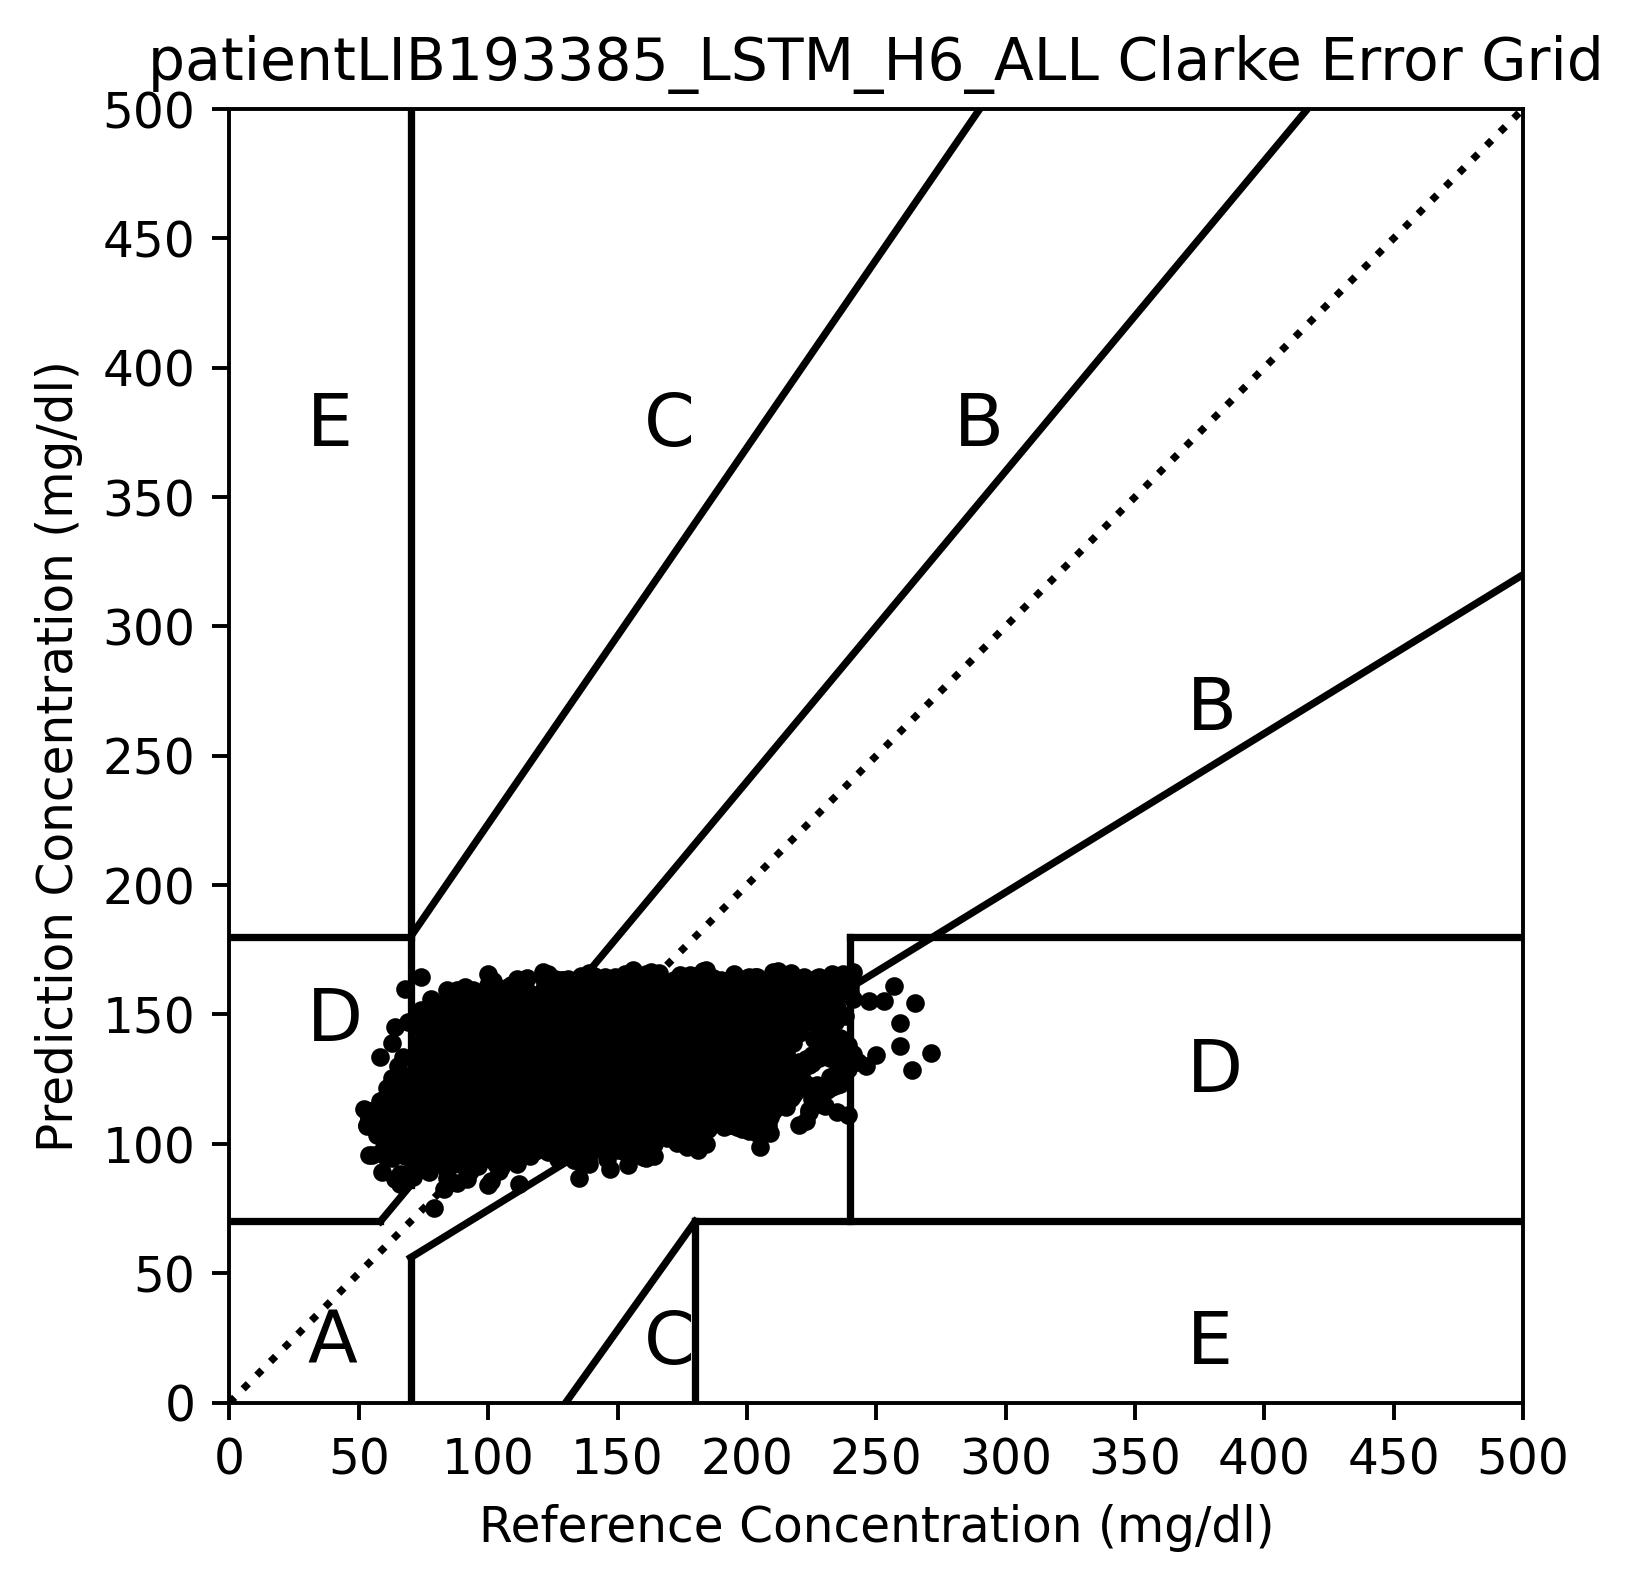 patientLIB193385_LSTM_H6_ALL Clarke Error Grid
500
450
400
350
300
250
200
150
100
50
0
Prediction Concentration (mg/dl)
E
C
B
B
D
D
A
C
E
0
50
100
150
200
250
300
350
400
450
500
Reference Concentration (mg/dl)